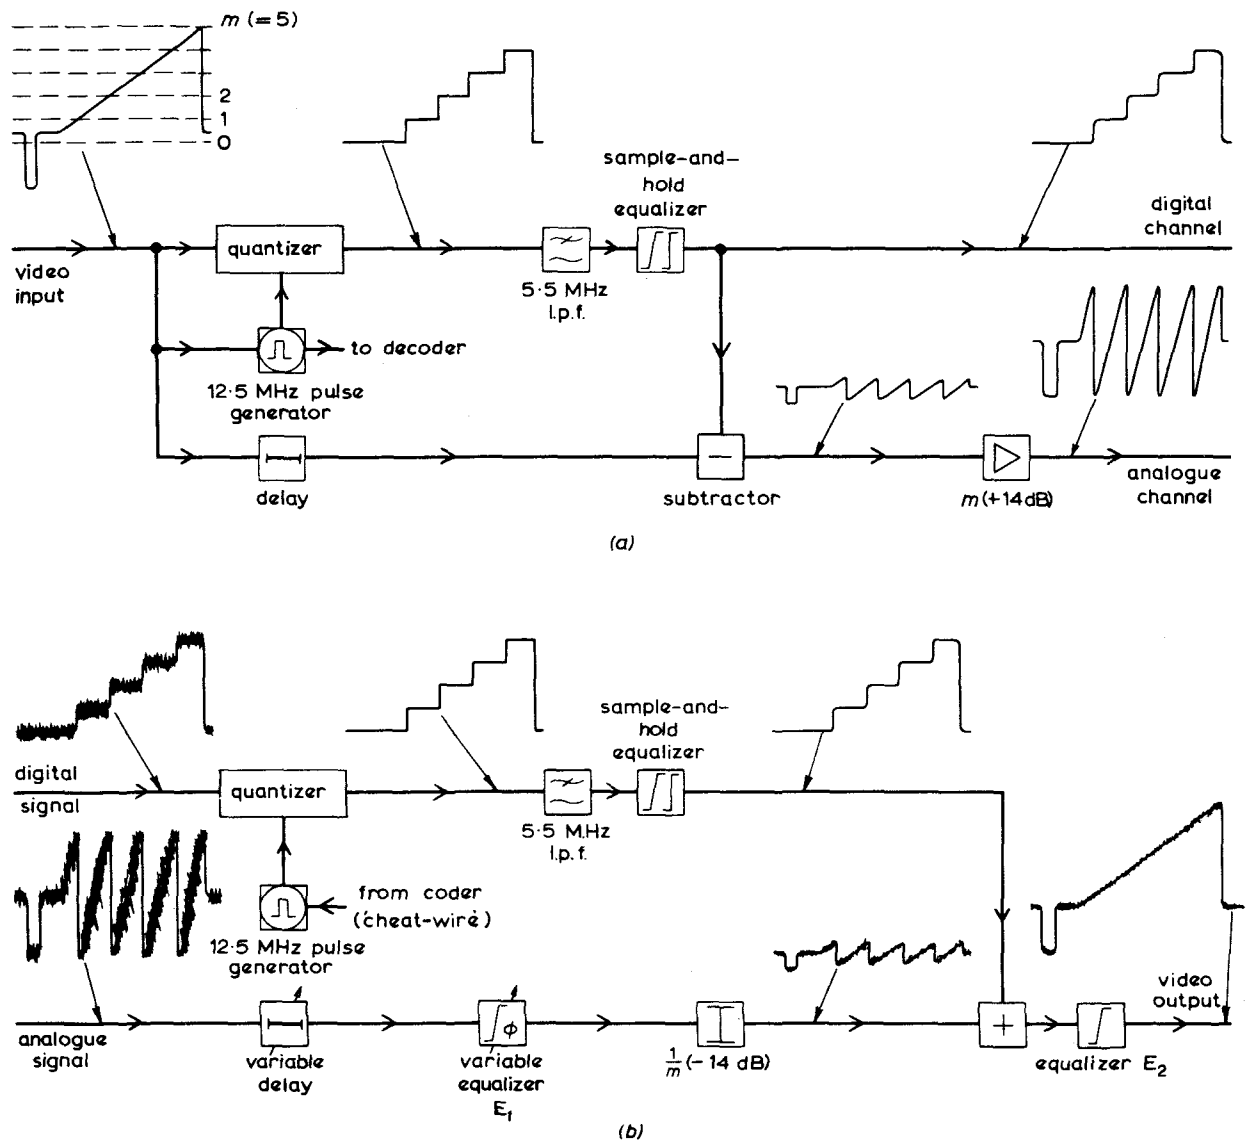 m (= 5)
2
1
0
sample-and-
hold
equalizer
digital
channel
video
input
quantizer
5·5 MHz
l.p.f.
to decoder
12·5 MHz pulse
generator
delay
subtractor
m (+14dB)
analogue
channel
(a)
sample-and-
hold
equalizer
digital
signal
quantizer
5·5 MHz
l.p.f.
from coder
('cheat-wire')
12·5 MHz pulse
generator
video
output
analogue
signal
variable
delay
ϕ
variable
equalizer
E1
1/m (- 14 dB)
+
equalizer E2
(b)